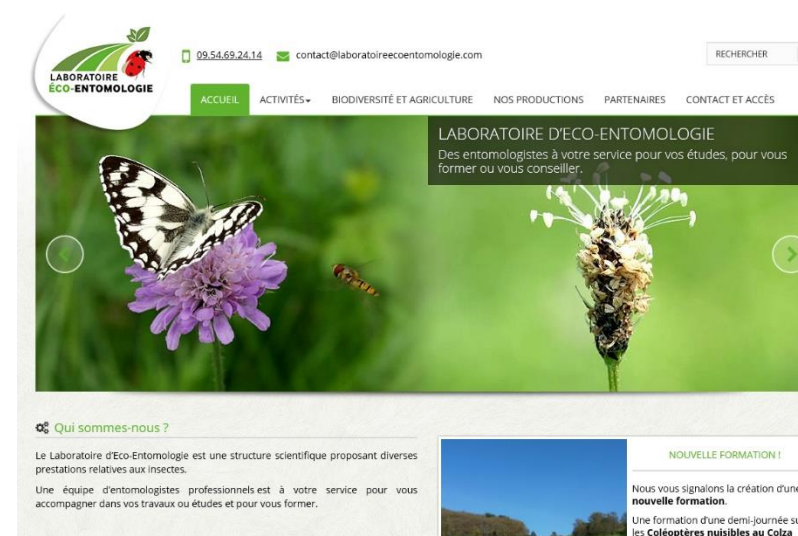 LABORATOIRE
ÉCO-ENTOMOLOGIE
09.54.69.24.14
contact@laboratoireecoentomologie.com
RECHERCHER
ACCUEIL
ACTIVITÉS
BIODIVERSITÉ ET AGRICULTURE
NOS PRODUCTIONS
PARTENAIRES
CONTACT ET ACCÈS
LABORATOIRE D'ECO-ENTOMOLOGIE
Des entomologistes à votre service pour vos études, pour vous
former ou vous conseiller.
Qui sommes-nous ?
Le Laboratoire d'Eco-Entomologie est une structure scientifique proposant diverses
prestations relatives aux insectes.
Une équipe d'entomologistes professionnels est à votre service pour vous
accompagner dans vos travaux ou études et pour vous former.
NOUVELLE FORMATION !
Nous vous signalons la création d'une
nouvelle formation.
Une formation d'une demi-journée su
les Coléoptères nuisibles au Colza